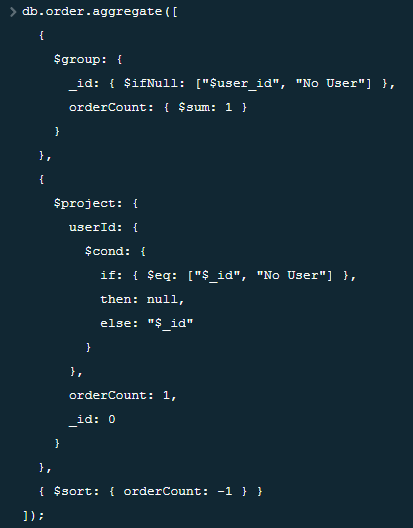 > db.order.aggregate([
  {
    $group: {
      _id: { $ifNull: ["$user_id", "No User"] },
      orderCount: { $sum: 1 }
    }
  },
  {
    $project: {
      userId: {
        $cond: {
          if: { $eq: ["$_id", "No User"] },
          then: null,
          else: "$_id"
        }
      },
      orderCount: 1,
      _id: 0
    }
  },
  { $sort: { orderCount: -1 } }
]);